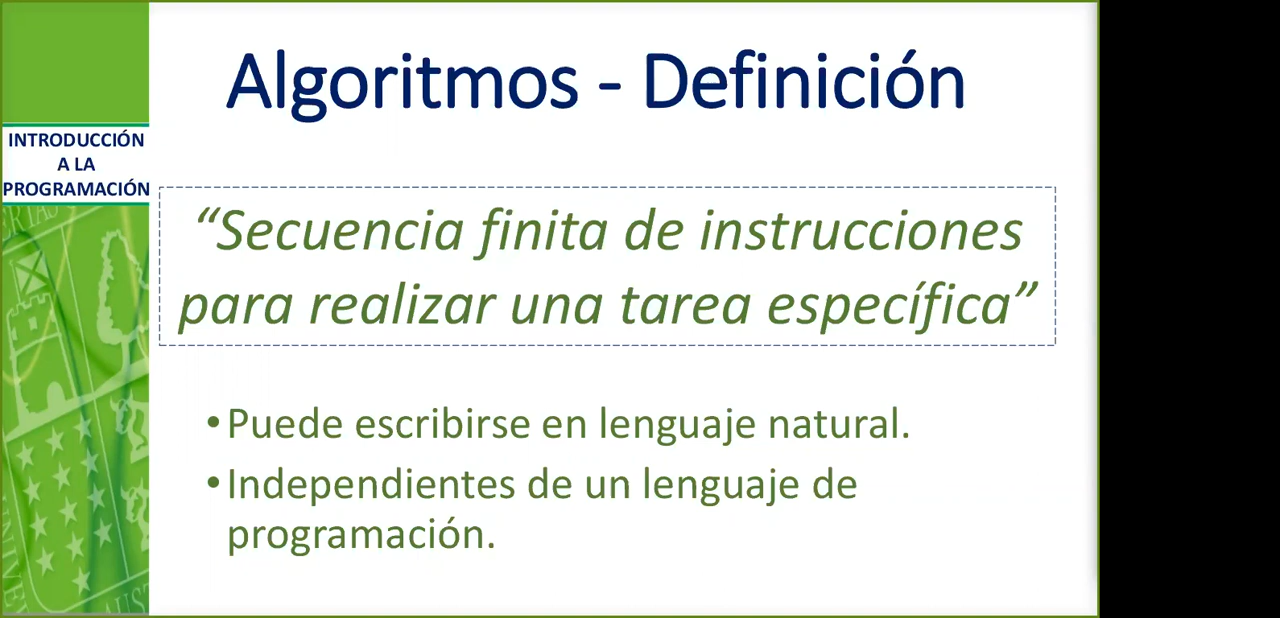 Algoritmos - Definición
INTRODUCCIÓN
A LA
PROGRAMACIÓN
“Secuencia finita de instrucciones
para realizar una tarea específica”
•Puede escribirse en lenguaje natural.
•Independientes de un lenguaje de
programación.